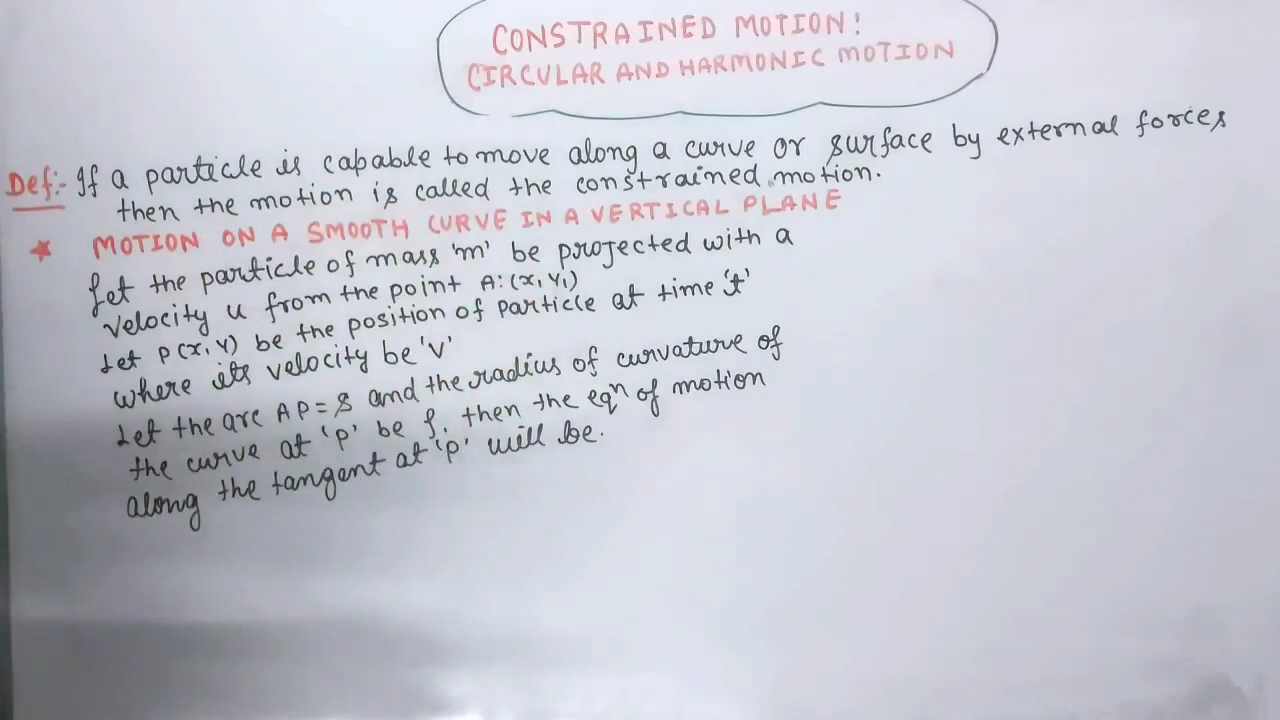 CONSTRAINED MOTION!
CIRCULAR AND HARMONIC MOTION
Def:- If a particle is capable to move along a curve or surface by external forces
then the motion is called the constrained motion.
★ MOTION ON A SMOOTH CURVE IN A VERTICAL PLANE
Let the particle of mass 'm' be projected with a
velocity u from the point A:(x, y₁)
Let P(x, y) be the position of particle at time 't'
where its velocity be 'v'
Let the arc AP = s and the radius of curvature of
the curve at 'p' be ρ. then the eqⁿ of motion
along the tangent at 'p' will be.